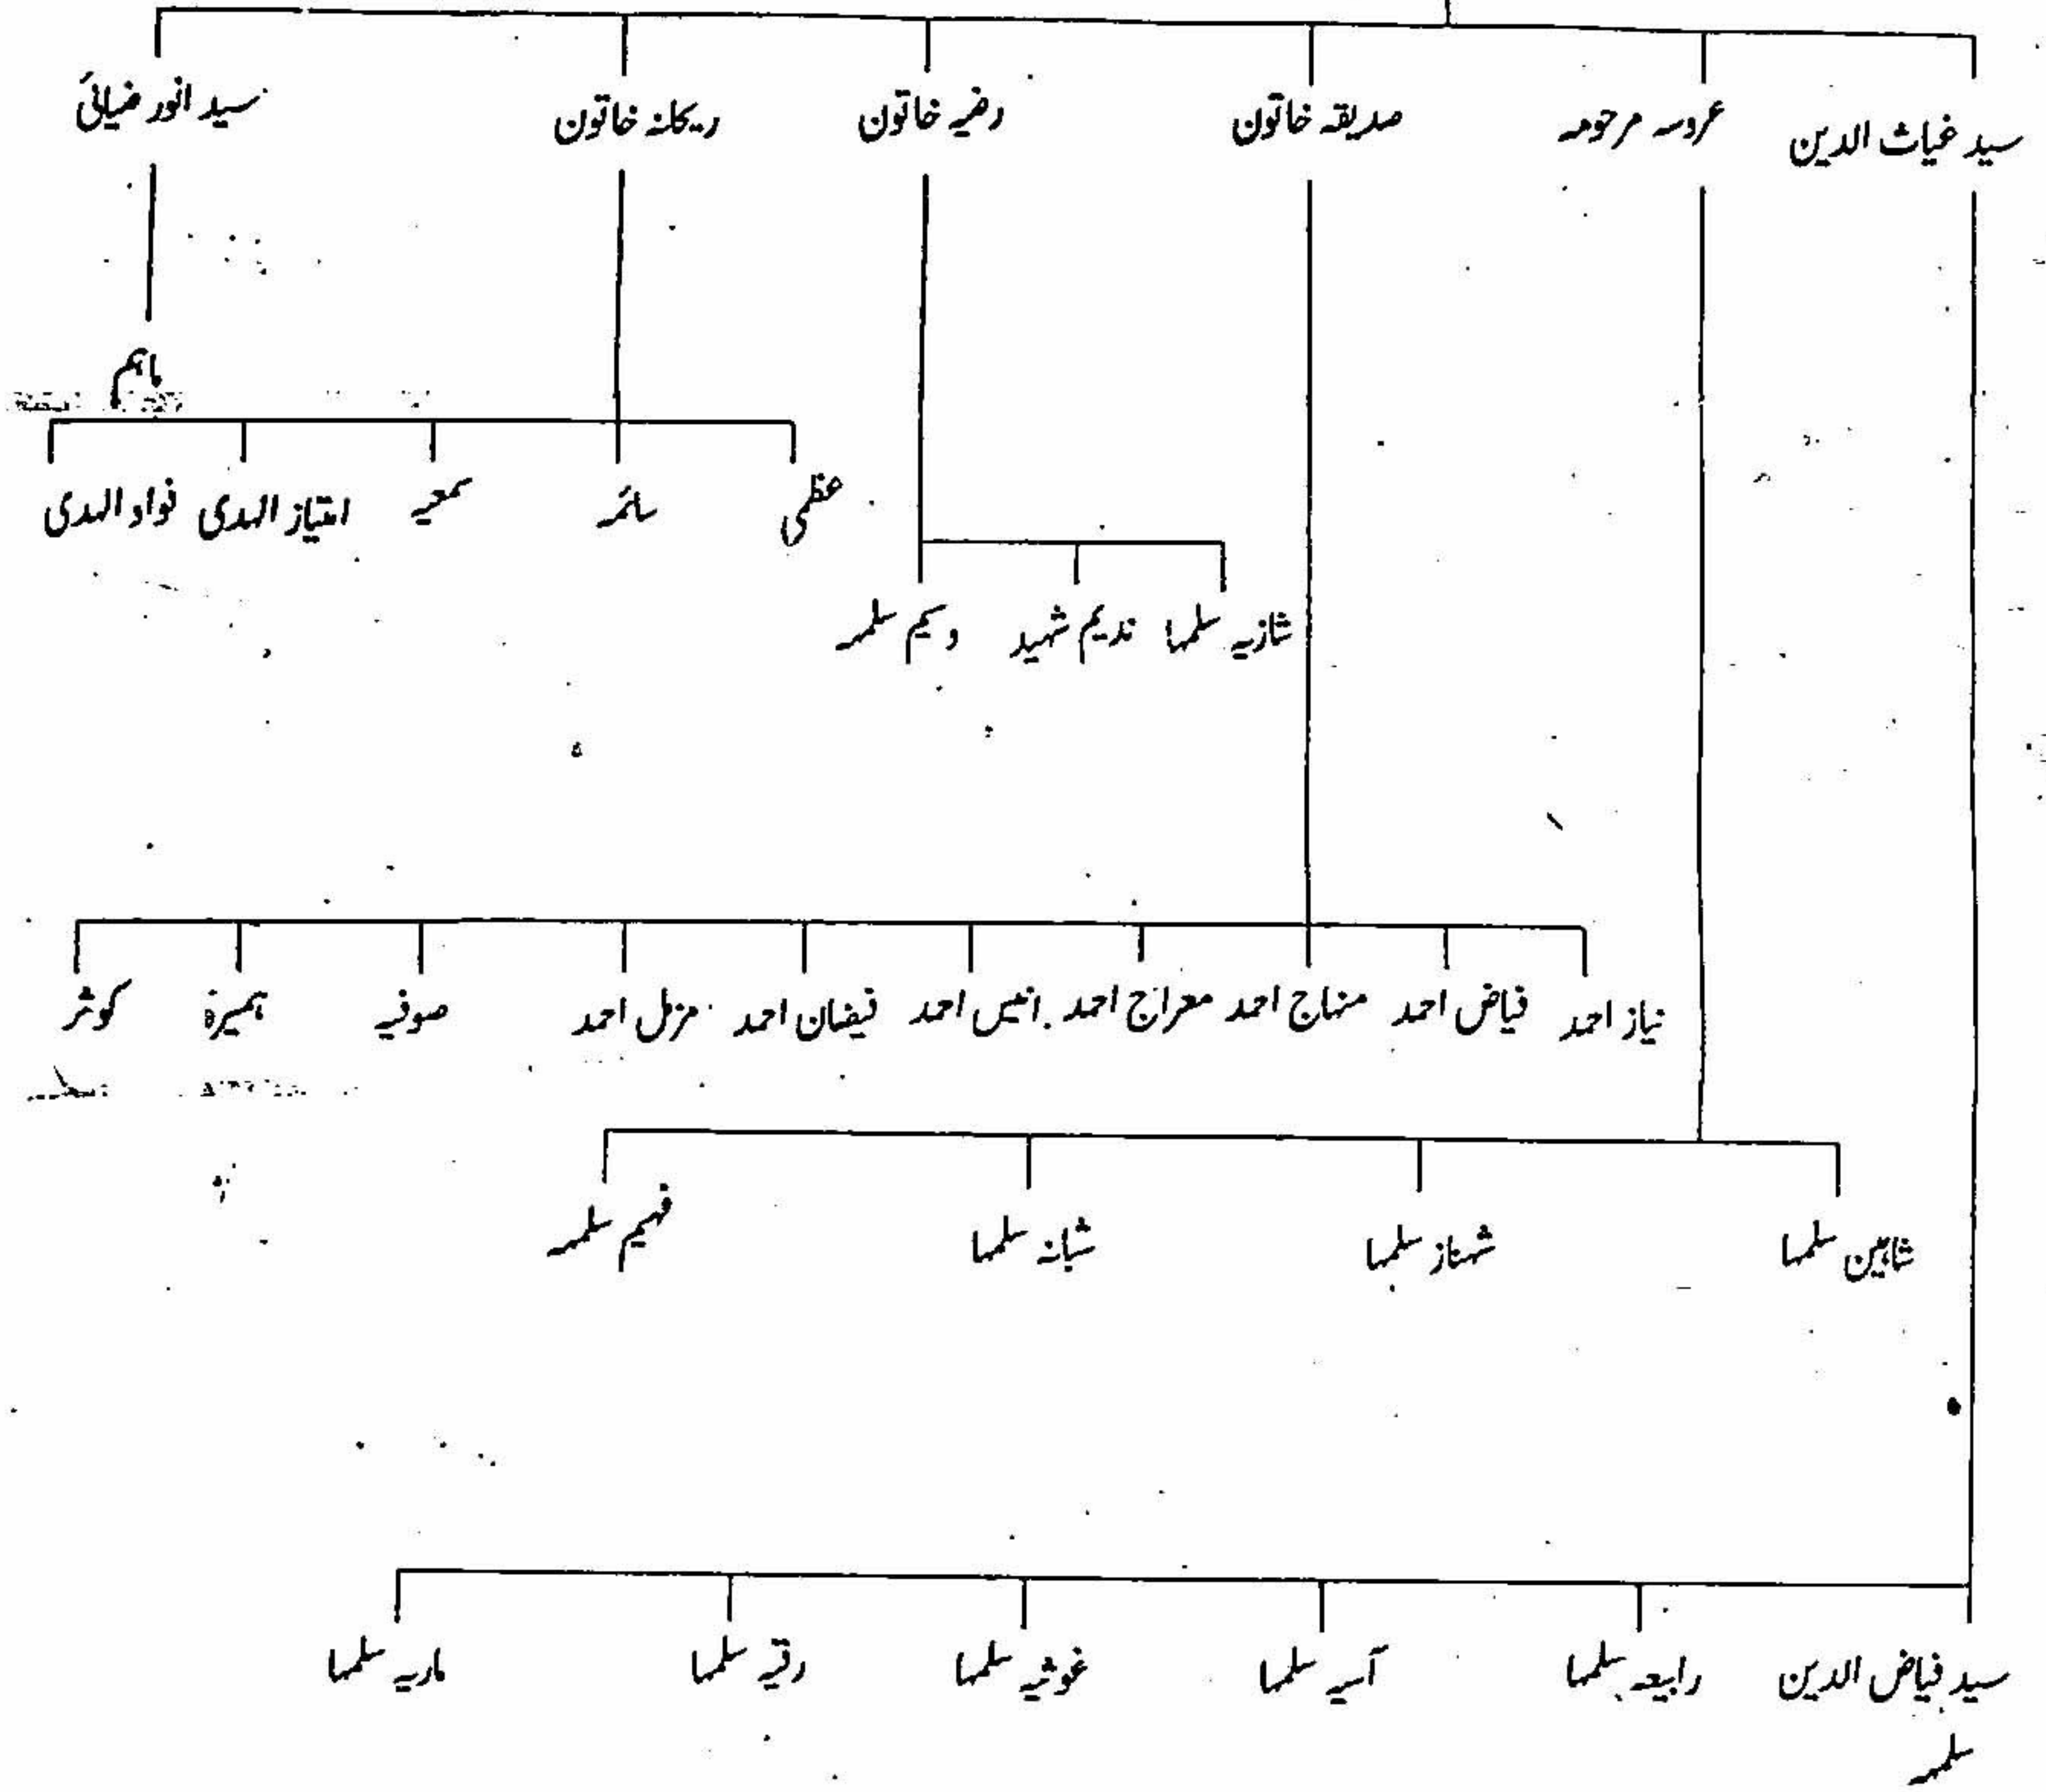 سید غیاث الدین عروسہ مرحومہ صدیقہ خاتون رضیہ خاتون ریحانہ خاتون سید انور ضیائی
ماہم
عظمی سائمہ سمعیہ امتیاز الہدی فواد الہدی
شازیہ سلمہا ندیم شہید وسیم سلمہ
نیاز احمد فیاض احمد منہاج احمد معراج احمد انیس احمد فیضان احمد مزمل احمد صوفیہ ہمیرۃ کوثر
شاہین سلمہا شہناز سلمہا شبانہ سلمہا فہیم سلمہ
سید فیاض الدین رابیعہ سلمہا آسیہ سلمہا غوثیہ سلمہا رقیہ سلمہا ماریہ سلمہا
سلمہ